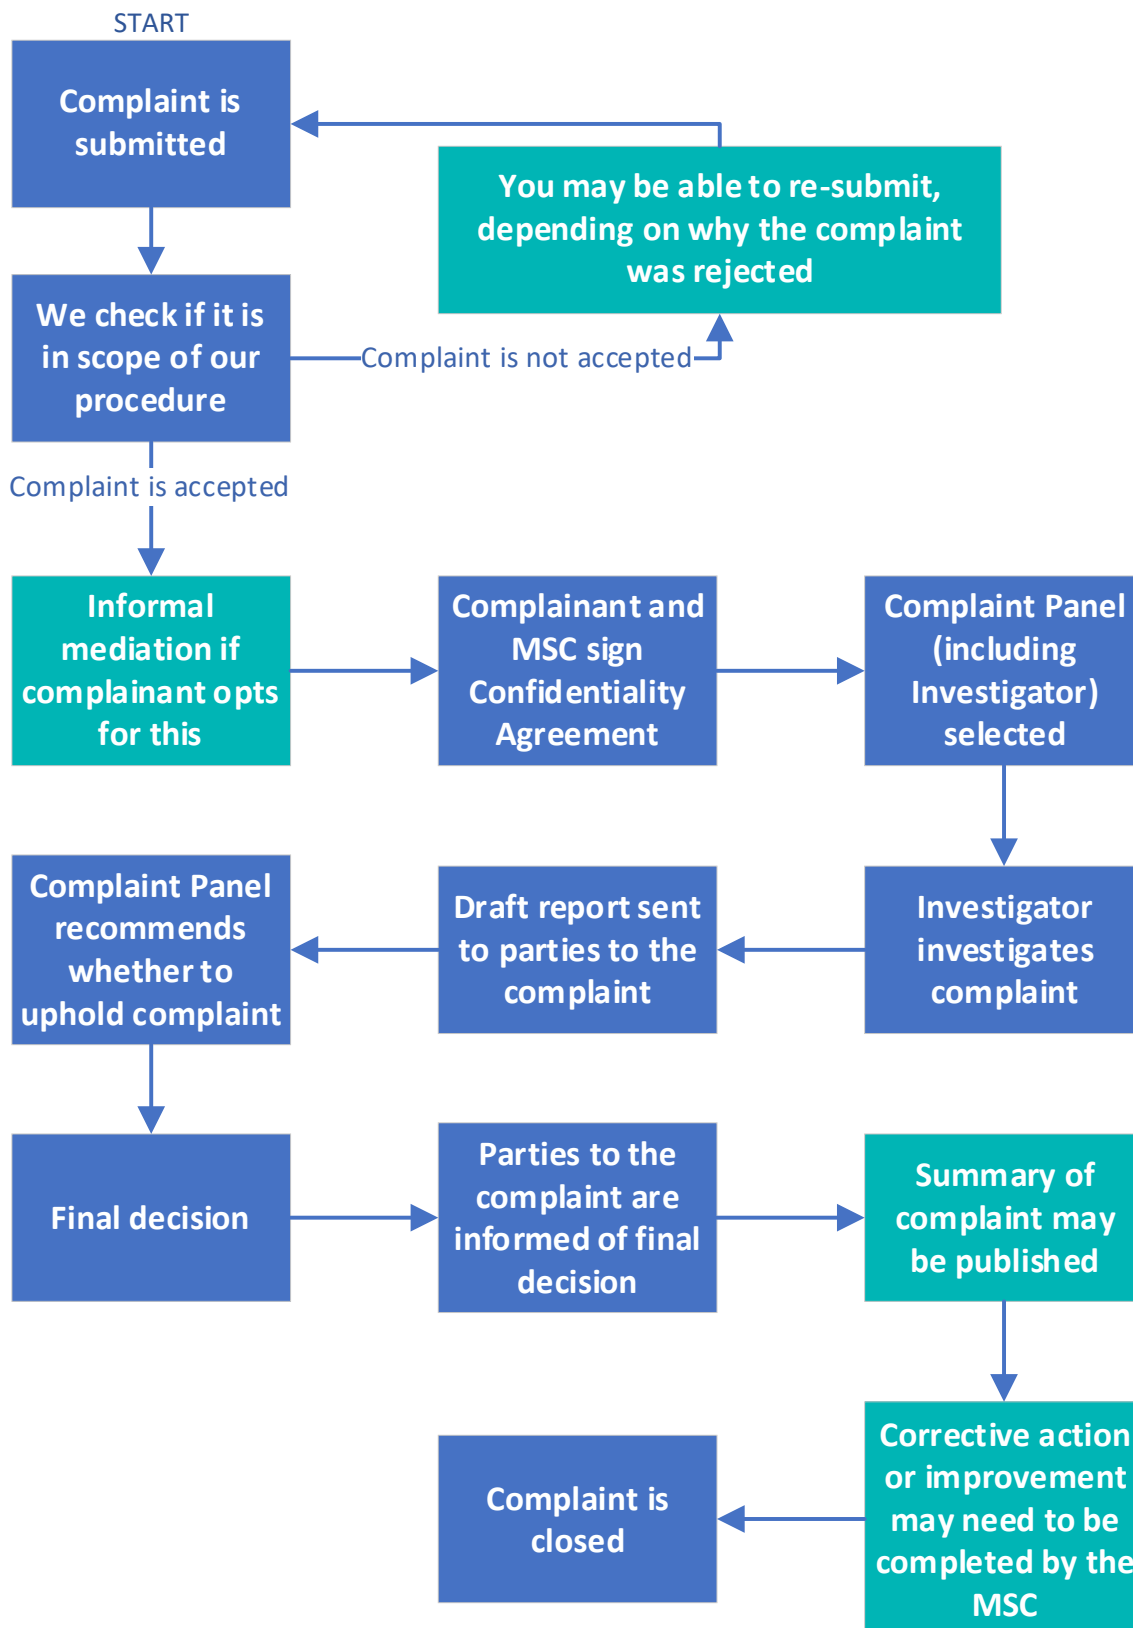 START
Complaint is
submitted
You may be able to re-submit,
depending on why the complaint
was rejected
We check if it is
in scope of our
procedure
Complaint is not accepted
Complaint is accepted
Informal
mediation if
complainant opts
for this
Complainant and
MSC sign
Confidentiality
Agreement
Complaint Panel
(including
Investigator)
selected
Complaint Panel
recommends
whether to
uphold complaint
Draft report sent
to parties to the
complaint
Investigator
investigates
complaint
Final decision
Parties to the
complaint are
informed of final
decision
Summary of
complaint may
be published
Complaint is
closed
Corrective action
or improvement
may need to be
completed by the
MSC